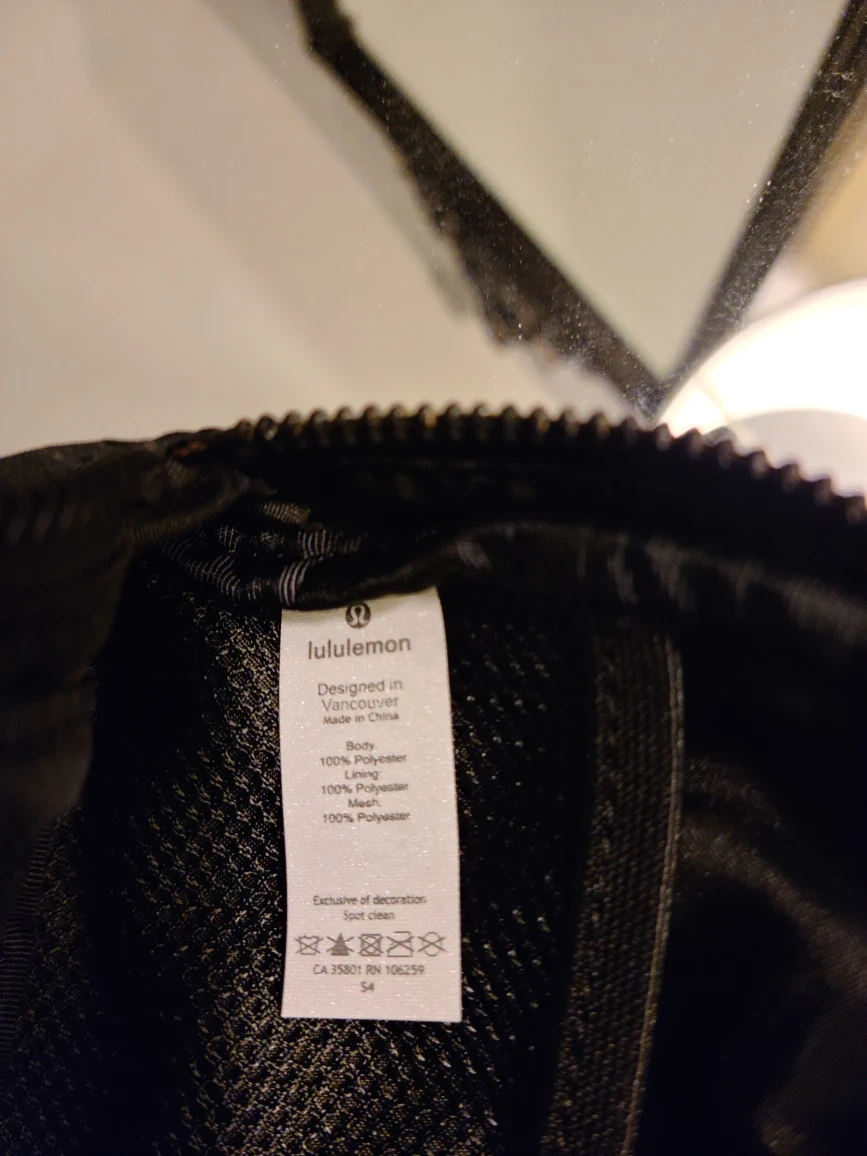 lululemon
Designed in
Vancouver
Made in China
Body:
100% Polyester
Lining:
100% Polyester
Mesh:
100% Polyester
Exclusive of decoration
Spot clean
CA 35801 RN 106259
S4